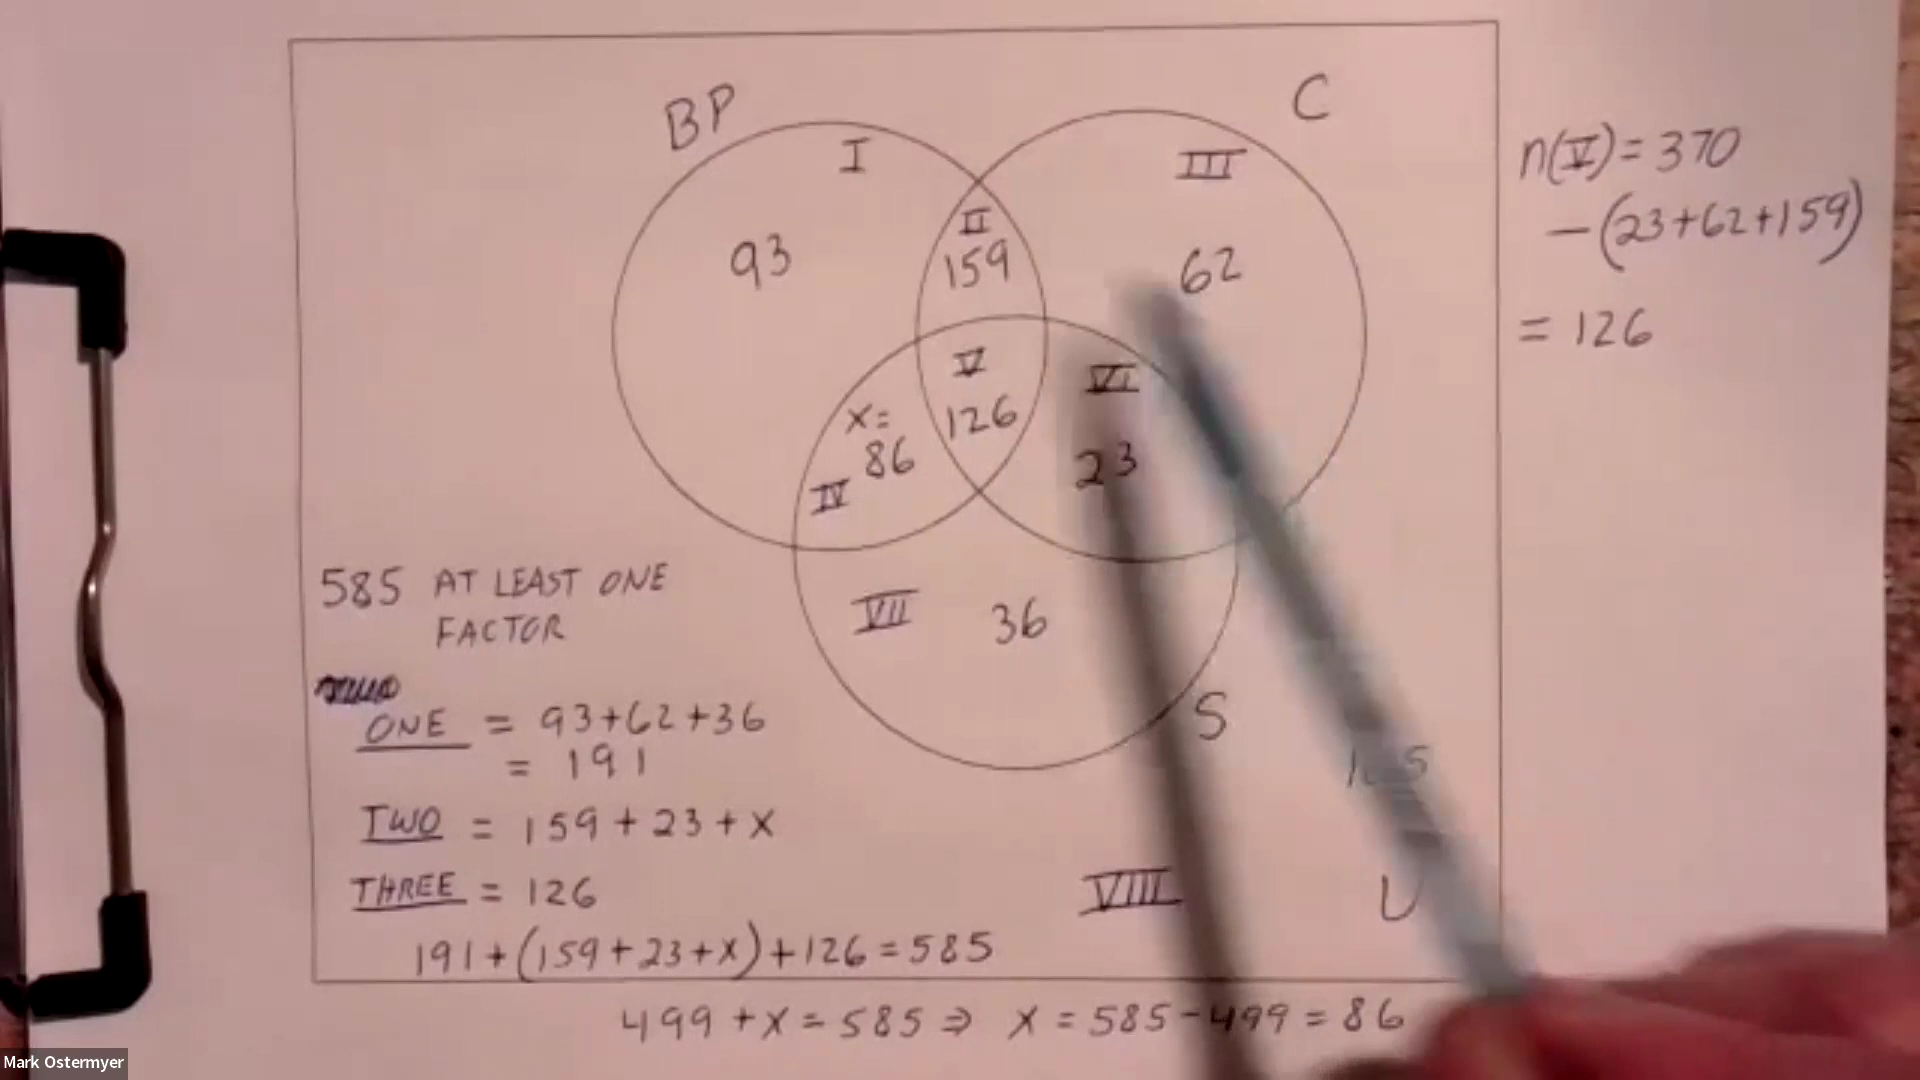 BP
C
I
III
II
93
159
62
n(V) = 370
- (23+62+159)
= 126
V
VI
X=
86
126
23
IV
585 AT LEAST ONE
FACTOR
VII
36
S
ONE = 93+62+36
= 191
TWO = 159+23+X
THREE = 126
VIII
U
191+(159+23+X)+126=585
499+X=585⇒ X=585-499=86
Mark Ostermyer